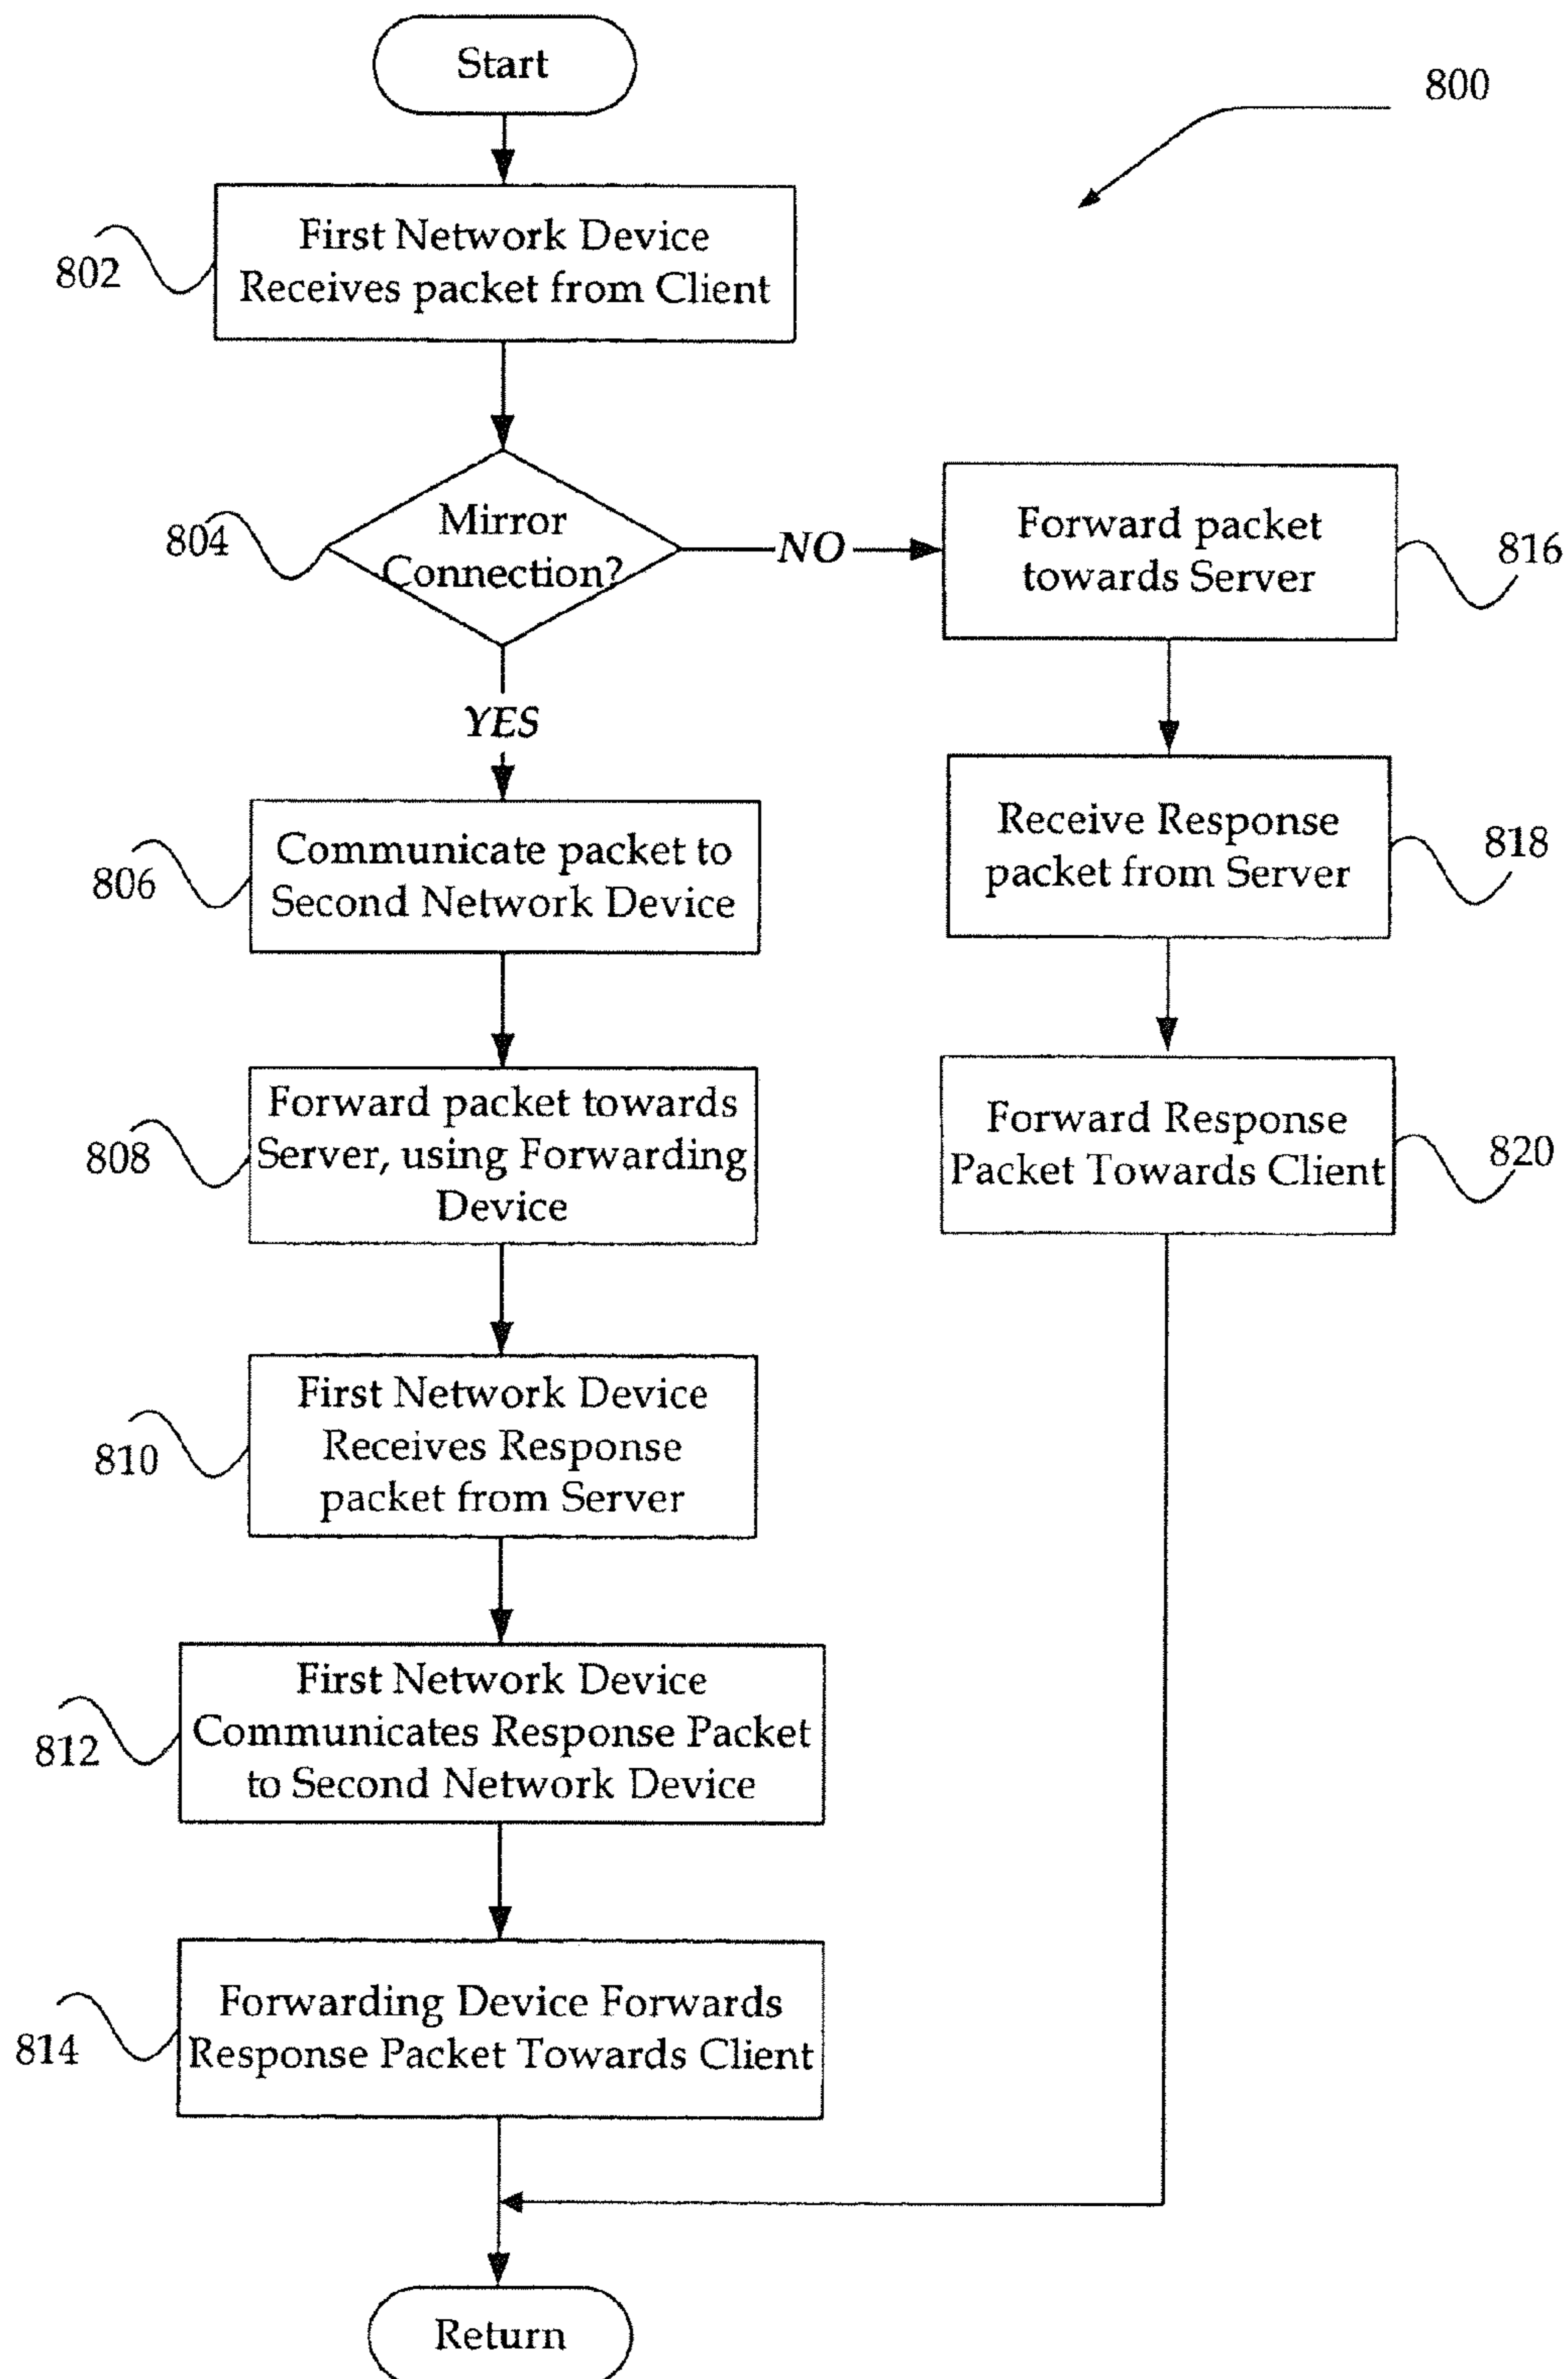 Start
800
First Network Device
Receives packet from Client
802
Mirror
Connection?
804
NO
YES
Forward packet
towards Server
816
Communicate packet to
Second Network Device
806
Receive Response
packet from Server
818
Forward packet towards
Server, using Forwarding
Device
808
Forward Response
Packet Towards Client
820
First Network Device
Receives Response
packet from Server
810
First Network Device
Communicates Response Packet
to Second Network Device
812
Forwarding Device Forwards
Response Packet Towards Client
814
Return